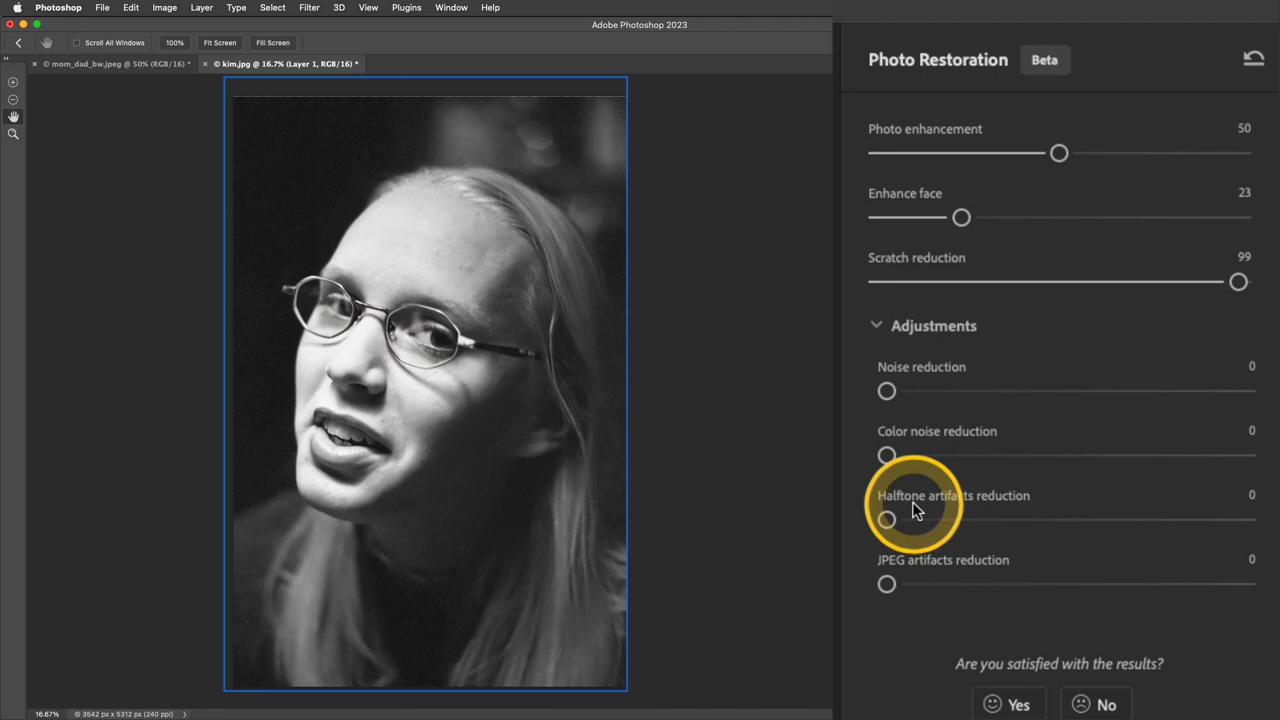 Photoshop File Edit Image Layer Type Select Filter 3D View Plugins Window Help
Adobe Photoshop 2023
Scroll All Windows 100% Fit Screen Fill Screen
mom_dad_bw.jpeg @ 50% (RGB/16) * kim.jpg @ 16.7% (Layer 1, RGB/16) *
Photo Restoration Beta
Photo enhancement 50
Enhance face 23
Scratch reduction 99
Adjustments
Noise reduction 0
Color noise reduction 0
Halftone artifacts reduction 0
JPEG artifacts reduction 0
Are you satisfied with the results?
Yes No
16.67% 3542 px x 5312 px (240 ppi)